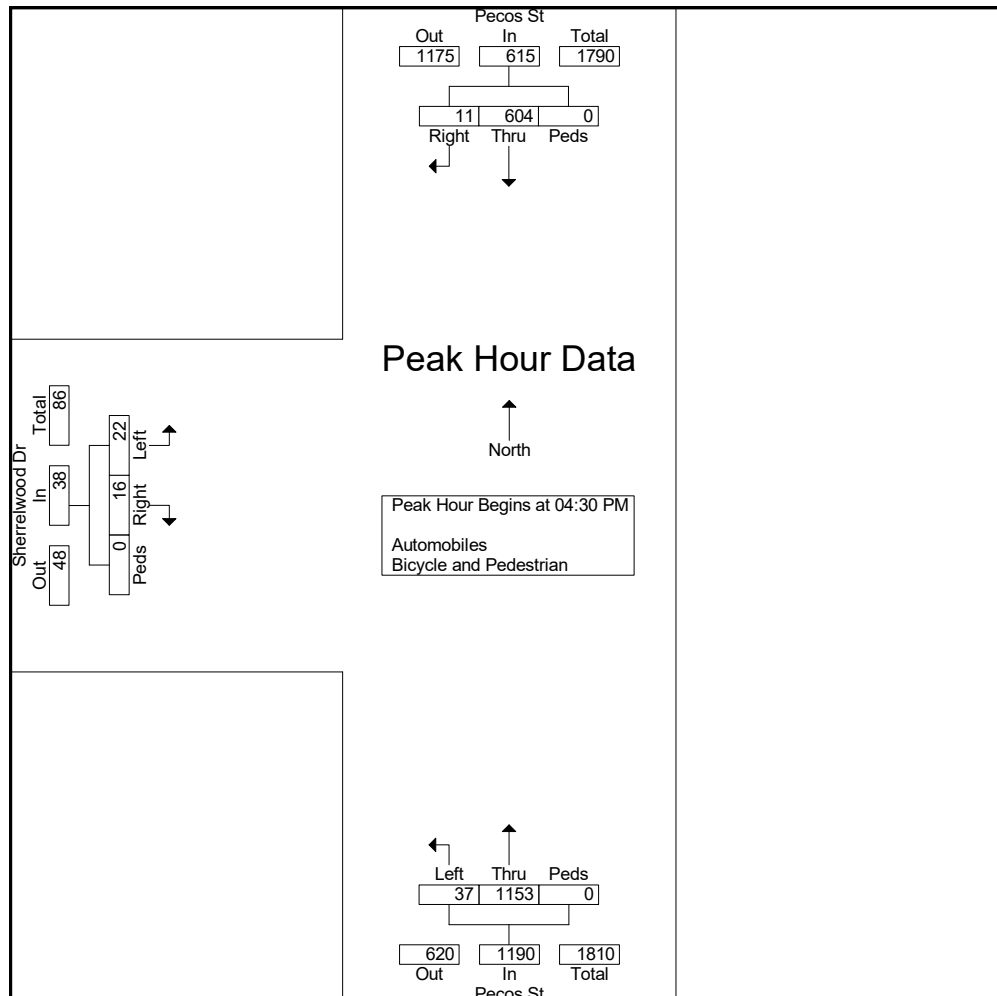 Pecos St
Out In Total
1175 615 1790
11 604 0
Right Thru Peds
Peak Hour Data
North
Peak Hour Begins at 04:30 PM
Automobiles
Bicycle and Pedestrian
Sherrelwood Dr
Out In Total
48 38 86
0 16 22
Peds Right Left
Left Thru Peds
37 1153 0
620 1190 1810
Out In Total
Pecos St